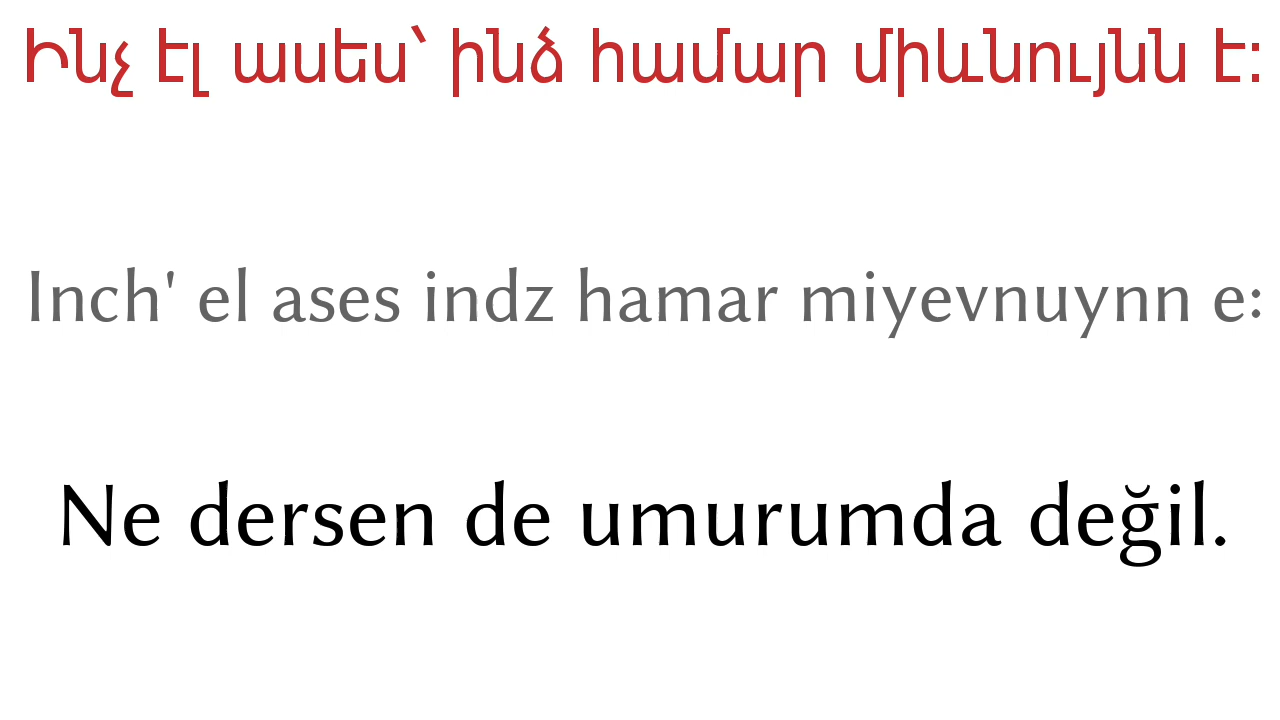 Ինչ էլ ասես՝ ինձ համար միևնույնն է։
Inch' el ases indz hamar miyevnuynn e։
Ne dersen de umurumda değil.